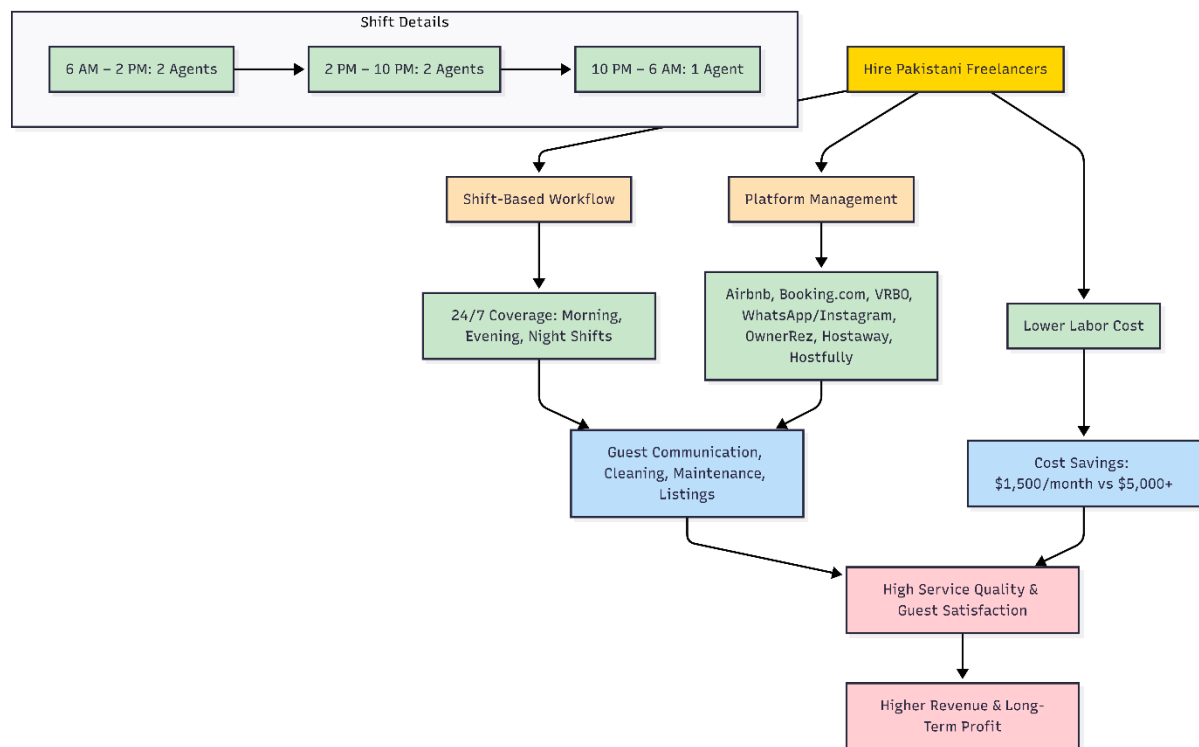 Shift Details
6 AM – 2 PM: 2 Agents
2 PM – 10 PM: 2 Agents
10 PM – 6 AM: 1 Agent
Hire Pakistani Freelancers
Shift-Based Workflow
Platform Management
24/7 Coverage: Morning,
Evening, Night Shifts
Airbnb, Booking.com, VRBO,
WhatsApp/Instagram,
OwnerRez, Hostaway,
Hostfully
Lower Labor Cost
Guest Communication,
Cleaning, Maintenance,
Listings
Cost Savings:
$1,500/month vs $5,000+
High Service Quality &
Guest Satisfaction
Higher Revenue & Long-
Term Profit